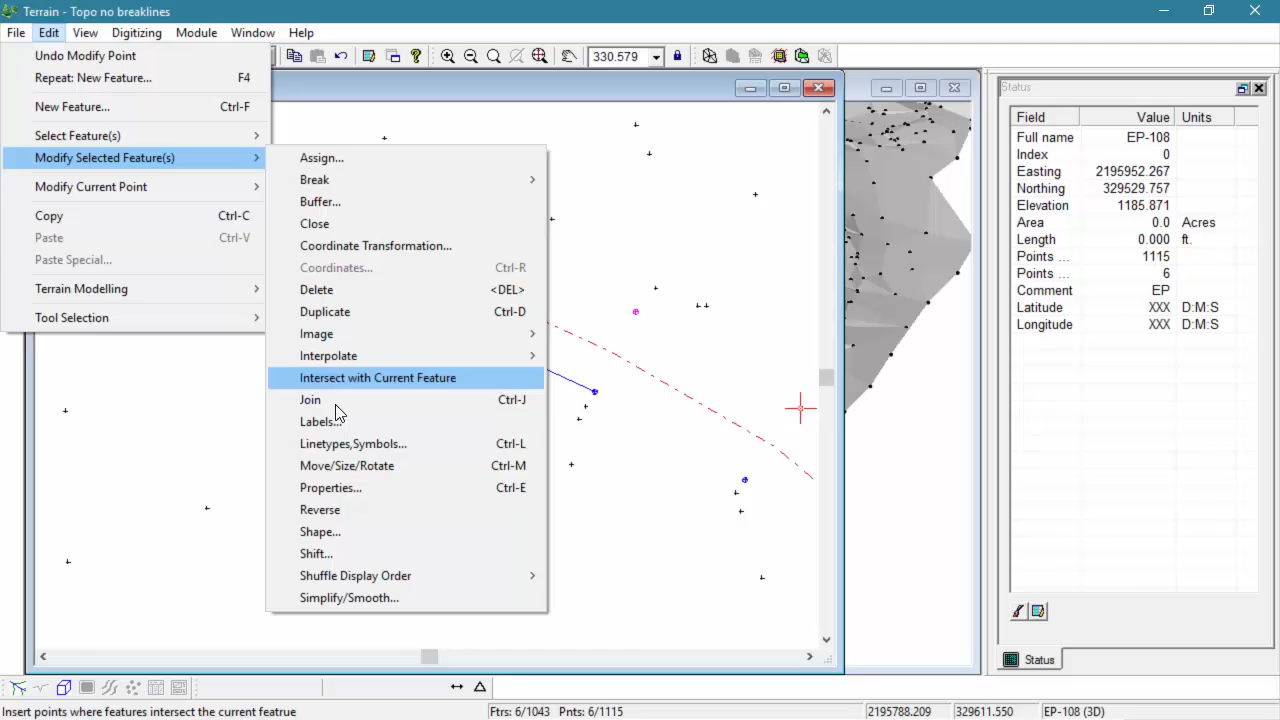 Terrain - Topo no breaklines
File Edit View Digitizing Module Window Help
330.579
Undo Modify Point
Repeat: New Feature... F4
New Feature... Ctrl-F
Select Feature(s)
Modify Selected Feature(s)
Modify Current Point
Copy Ctrl-C
Paste Ctrl-V
Paste Special...
Terrain Modelling
Tool Selection
Assign...
Break
Buffer...
Close
Coordinate Transformation...
Coordinates... Ctrl-R
Delete <DEL>
Duplicate Ctrl-D
Image
Interpolate
Intersect with Current Feature
Join Ctrl-J
Labels...
Linetypes,Symbols... Ctrl-L
Move/Size/Rotate Ctrl-M
Properties... Ctrl-E
Reverse
Shape...
Shift...
Shuffle Display Order
Simplify/Smooth...
Status
Field Value Units
Full name EP-108
Index 0
Easting 2195952.267
Northing 329529.757
Elevation 1185.871
Area 0.0 Acres
Length 0.000 ft.
Points ... 1115
Points ... 6
Comment EP
Latitude XXX D:M:S
Longitude XXX D:M:S
Status
Insert points where features intersect the current featrue
Ftrs: 6/1043 Pnts: 6/1115
2195788.209
329611.550
EP-108 (3D)